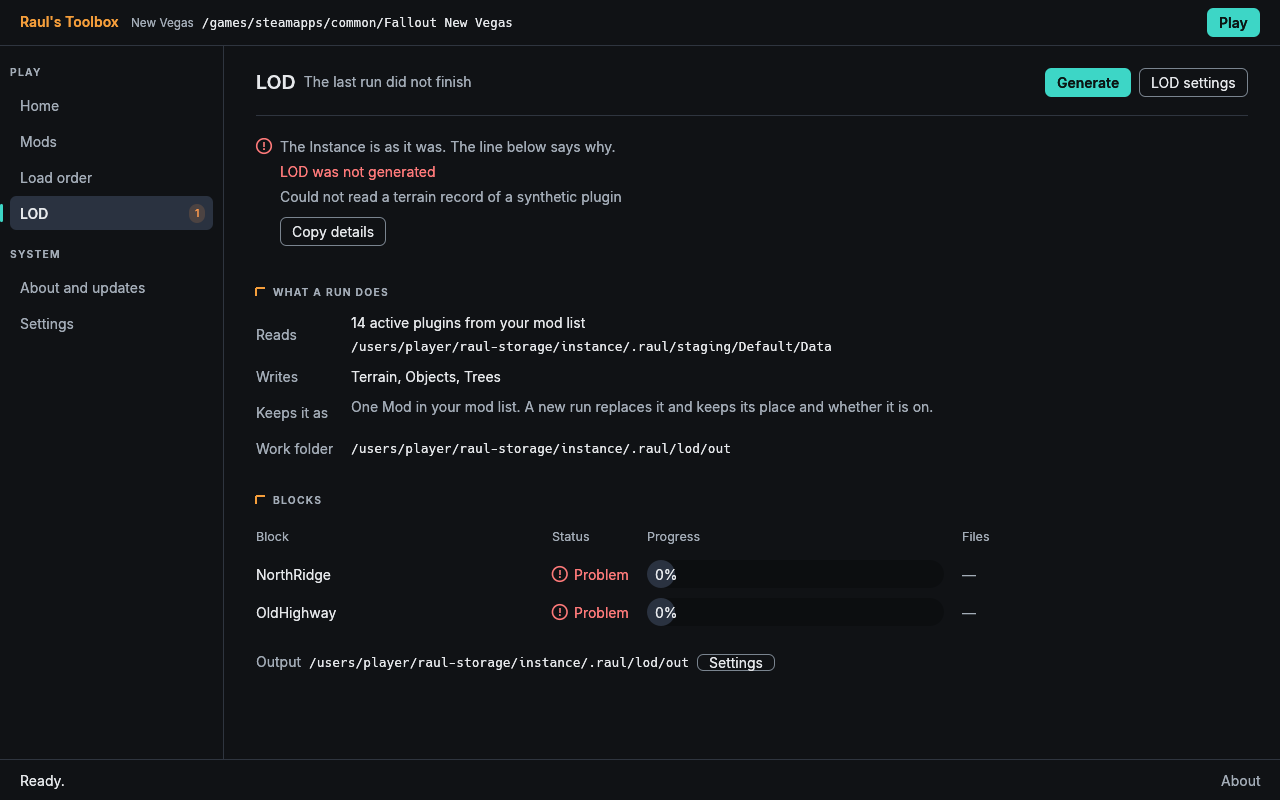 Raul's Toolbox New Vegas /games/steamapps/common/Fallout New Vegas Play
PLAY
Home
Mods
Load order
LOD 1
SYSTEM
About and updates
Settings
LOD The last run did not finish Generate LOD settings
The Instance is as it was. The line below says why.
LOD was not generated
Could not read a terrain record of a synthetic plugin
Copy details
WHAT A RUN DOES
Reads 14 active plugins from your mod list
/users/player/raul-storage/instance/.raul/staging/Default/Data
Writes Terrain, Objects, Trees
Keeps it as One Mod in your mod list. A new run replaces it and keeps its place and whether it is on.
Work folder /users/player/raul-storage/instance/.raul/lod/out
BLOCKS
Block Status Progress Files
NorthRidge Problem 0% —
OldHighway Problem 0% —
Output /users/player/raul-storage/instance/.raul/lod/out Settings
Ready. About